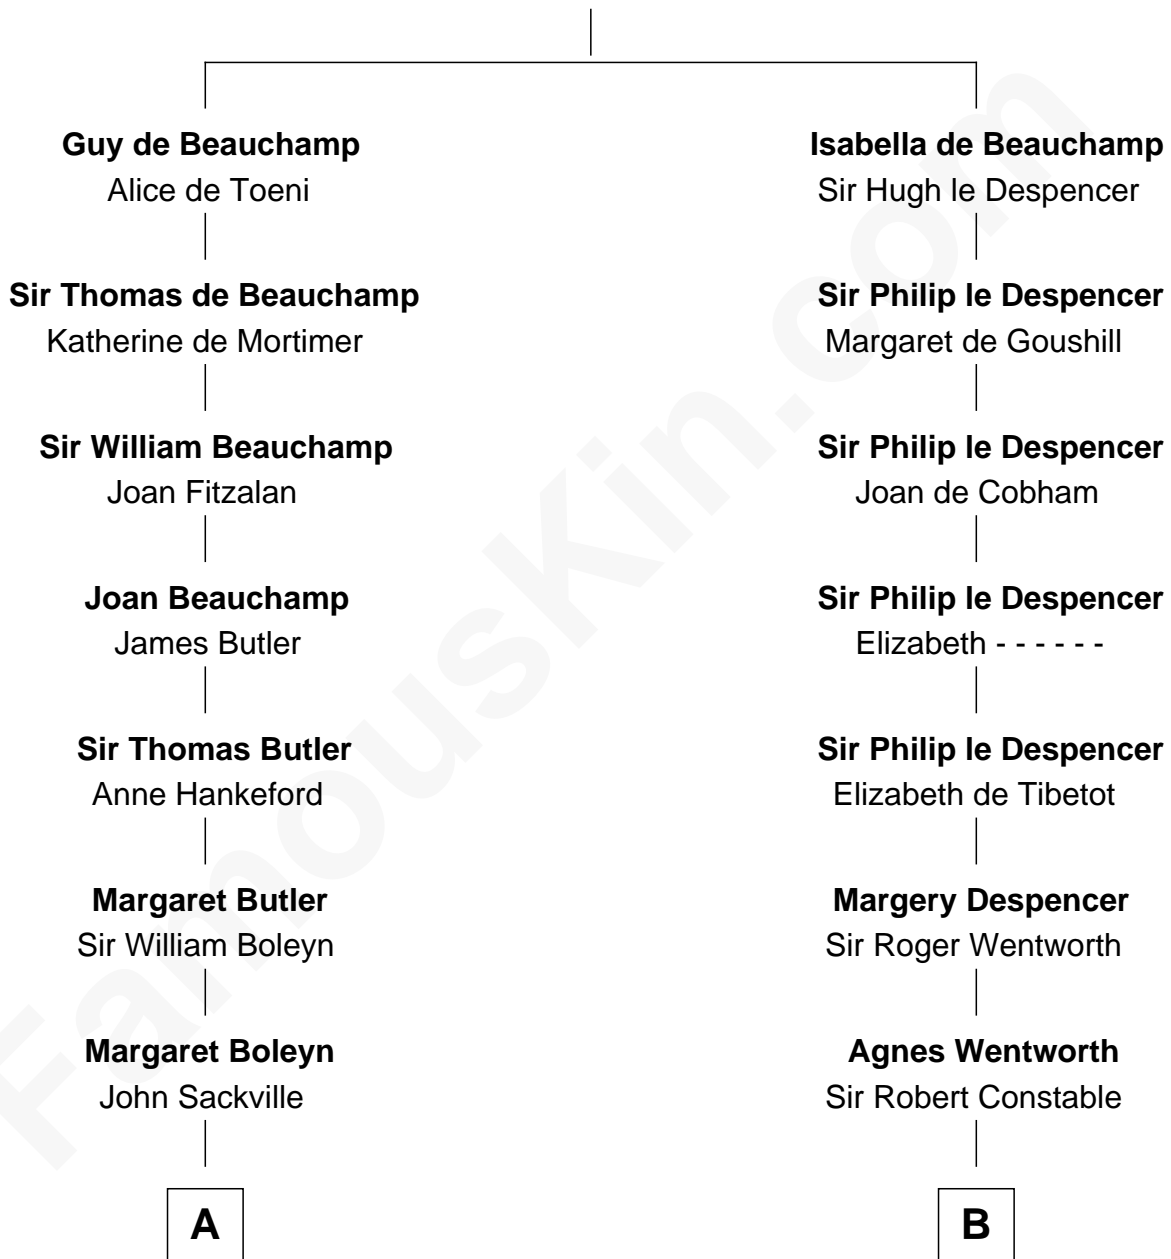 Guy de Beauchamp
Alice de Toeni
Isabella de Beauchamp
Sir Hugh le Despencer
Sir Thomas de Beauchamp
Katherine de Mortimer
Sir Philip le Despencer
Margaret de Goushill
Sir William Beauchamp
Joan Fitzalan
Sir Philip le Despencer
Joan de Cobham
Joan Beauchamp
James Butler
Sir Philip le Despencer
Elizabeth - - - - - -
Sir Thomas Butler
Anne Hankeford
Sir Philip le Despencer
Elizabeth de Tibetot
Margaret Butler
Sir William Boleyn
Margery Despencer
Sir Roger Wentworth
Margaret Boleyn
John Sackville
Agnes Wentworth
Sir Robert Constable
A
B
FamousKin.com